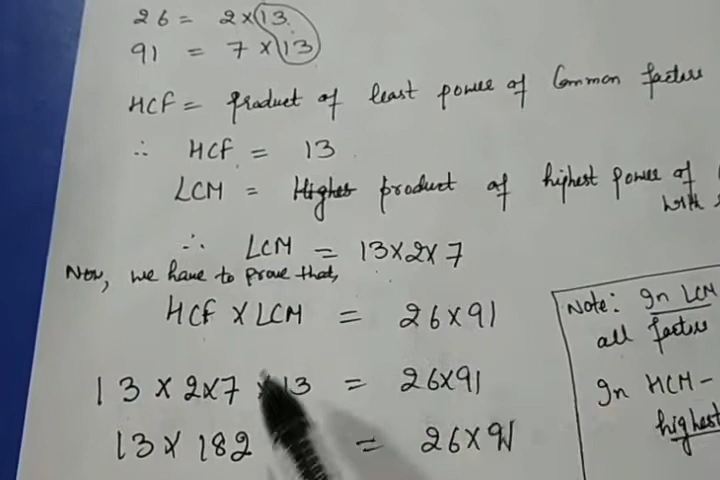 26 = 2 × 13
91 = 7 × 13
HCF = product of least power of Common factors
∴ HCF = 13
LCM = Highes product of highest power of
with
∴ LCM = 13×2×7
Now, we have to prove that,
HCF × LCM = 26×91
13 × 2×7 × 13 = 26×91
13 × 182 = 26 × 91
Note: In LCM
all factors
In HCM-
highest